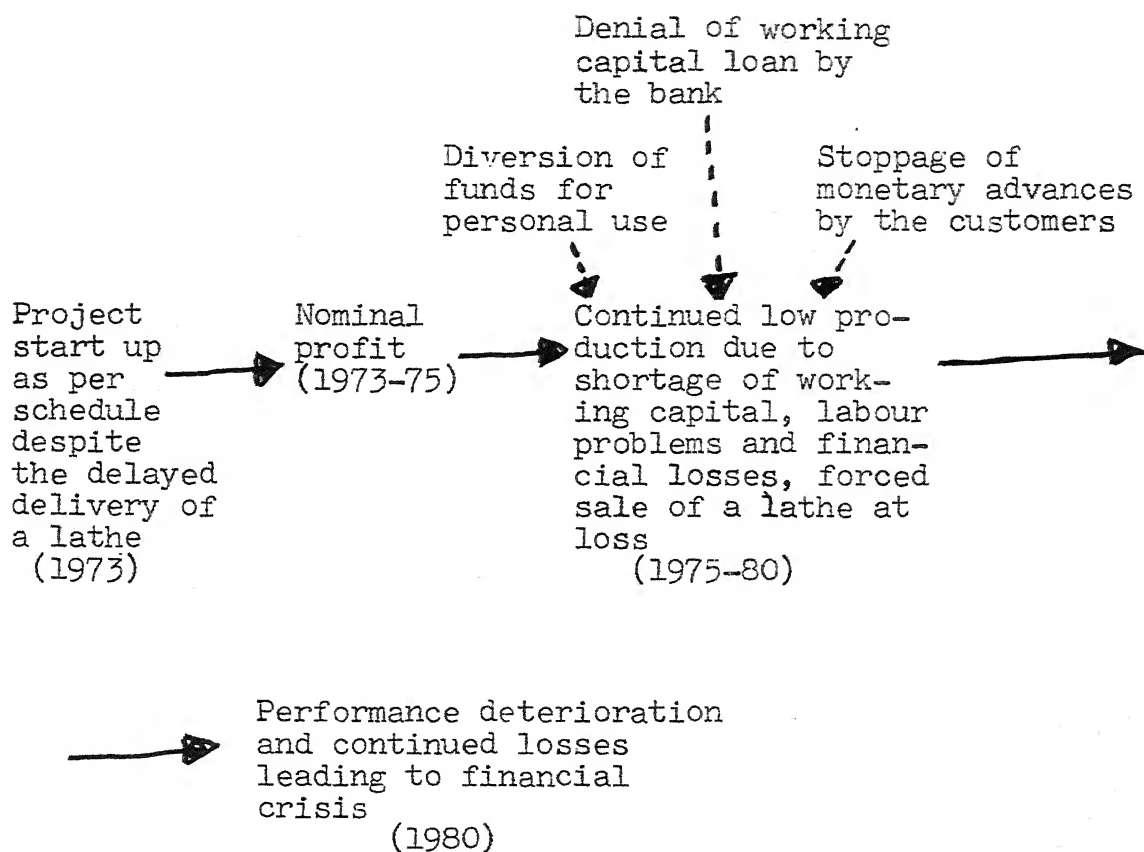 Denial of working
capital loan by
the bank
Diversion of
funds for
personal use
Stoppage of
monetary advances
by the customers
Project
start up
as per
schedule
despite
the delayed
delivery of
a lathe
(1973)
Nominal
profit
(1973-75)
Continued low pro-
duction due to
shortage of work-
ing capital, labour
problems and finan-
cial losses, forced
sale of a lathe at
loss
(1975-80)
Performance deterioration
and continued losses
leading to financial
crisis
(1980)